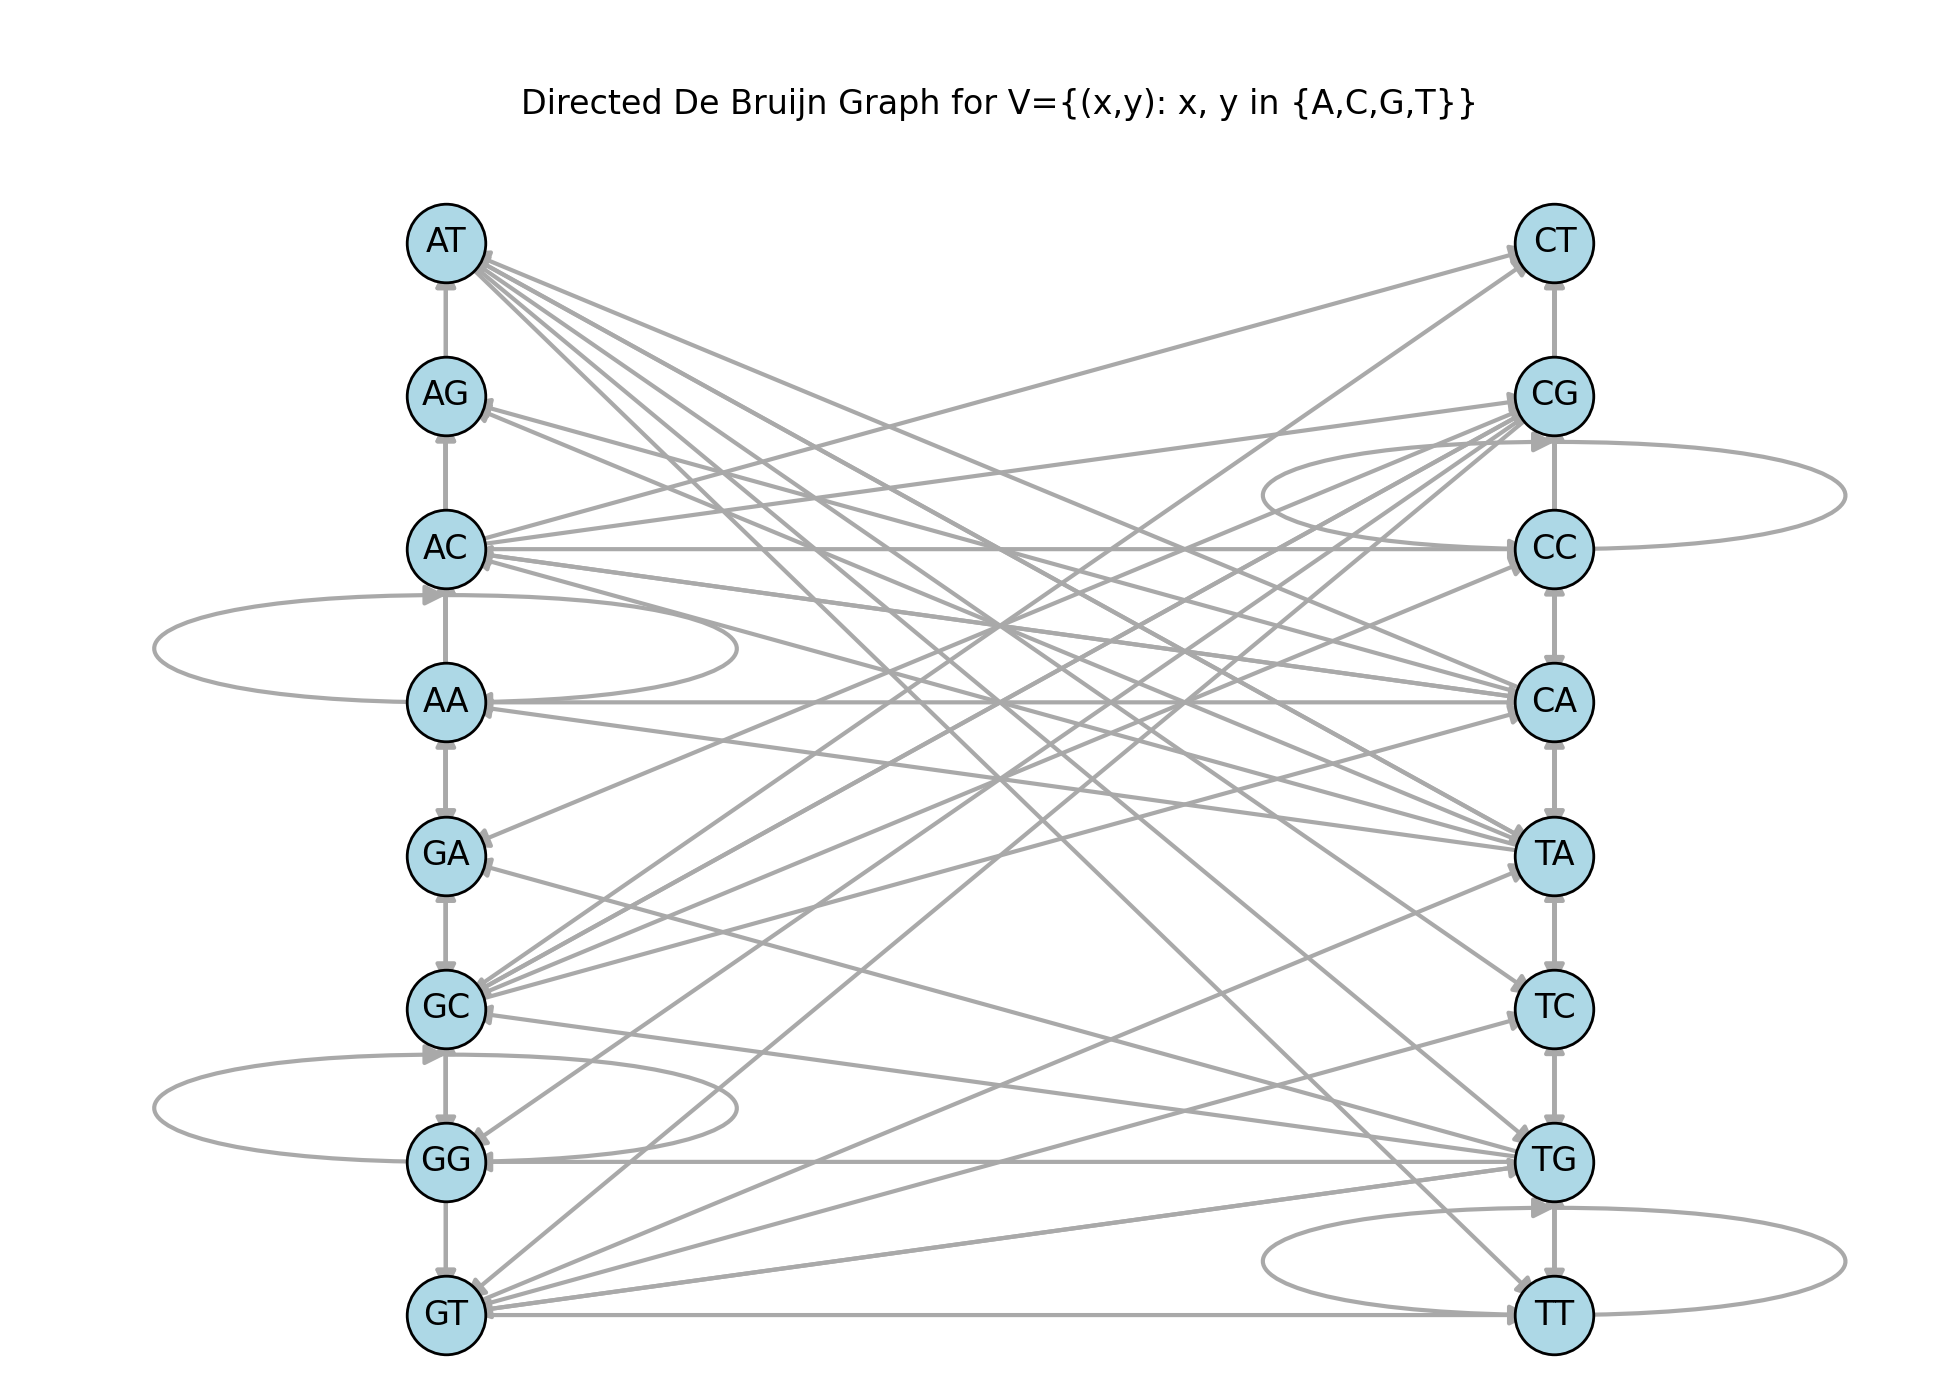 Directed De Bruijn Graph for V={(x,y): x, y in {A,C,G,T}}
AT CT
AG CG
AC CC
AA CA
GA TA
GC TC
GG TG
GT TT